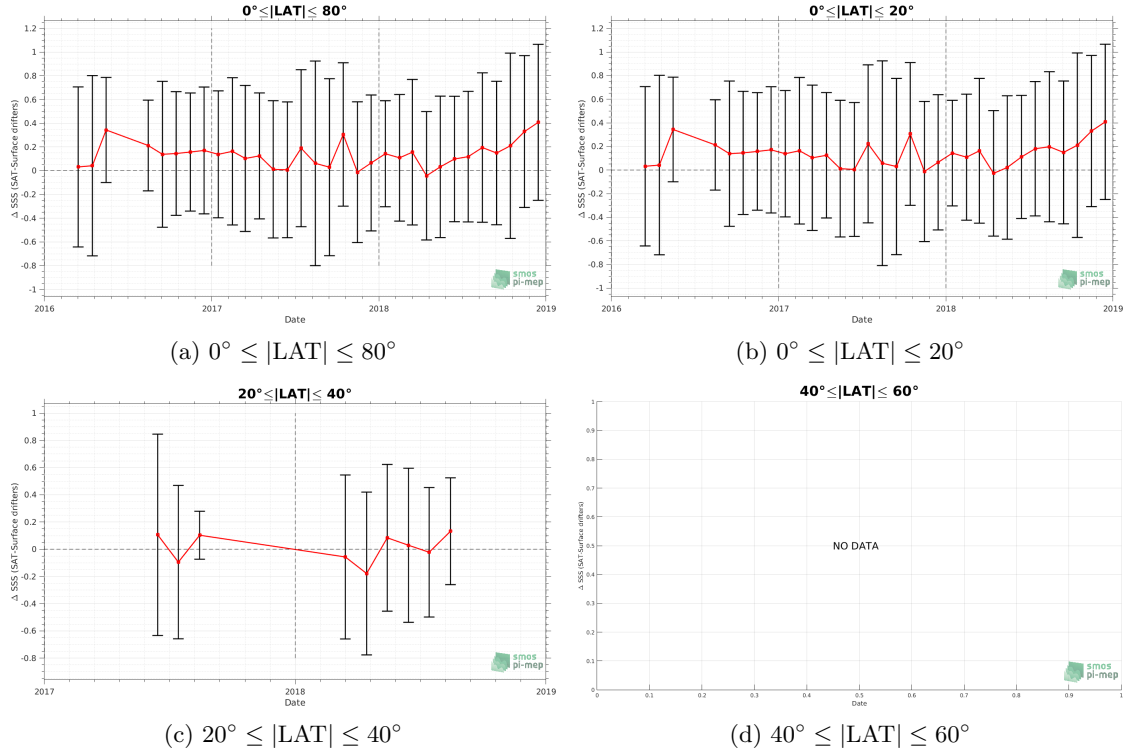 0°≤|LAT|≤ 80°
Δ SSS (SAT-Surface drifters)
1.2
1
0.8
0.6
0.4
0.2
0
-0.2
-0.4
-0.6
-0.8
-1
2016
2017
2018
2019
Date
smos
pi-mep
(a) 0° ≤ |LAT| ≤ 80°
0°≤|LAT|≤ 20°
Δ SSS (SAT-Surface drifters)
1.2
1
0.8
0.6
0.4
0.2
0
-0.2
-0.4
-0.6
-0.8
-1
2016
2017
2018
2019
Date
smos
pi-mep
(b) 0° ≤ |LAT| ≤ 20°
20°≤|LAT|≤ 40°
Δ SSS (SAT-Surface drifters)
1
0.8
0.6
0.4
0.2
0
-0.2
-0.4
-0.6
-0.8
2017
2018
2019
Date
smos
pi-mep
(c) 20° ≤ |LAT| ≤ 40°
40°≤|LAT|≤ 60°
Δ SSS (SAT-Surface drifters)
1
0.9
0.8
0.7
0.6
0.5
0.4
0.3
0.2
0.1
0
NO DATA
0
0.1
0.2
0.3
0.4
0.5
0.6
0.7
0.8
0.9
1
Date
smos
pi-mep
(d) 40° ≤ |LAT| ≤ 60°